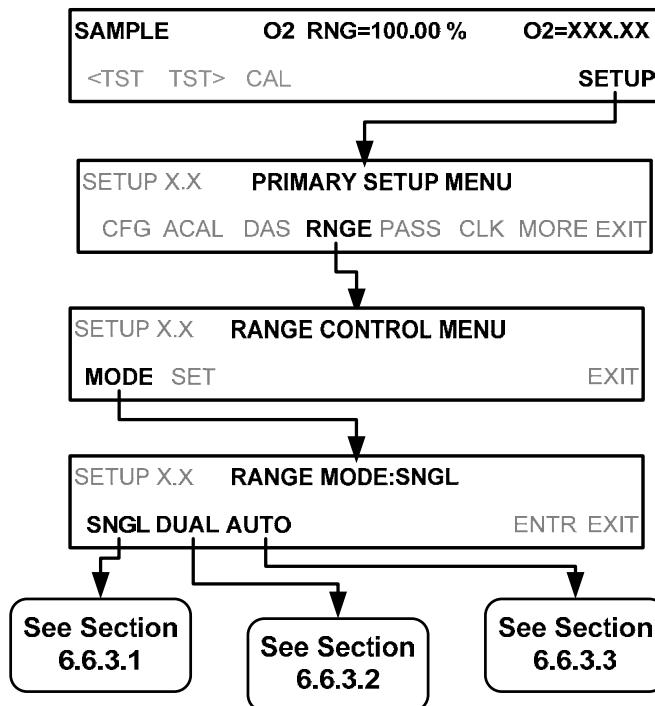 SAMPLE O2 RNG=100.00 % O2=XXX.XX
<TST TST> CAL SETUP
SETUP X.X PRIMARY SETUP MENU
CFG ACAL DAS RNGE PASS CLK MORE EXIT
SETUP X.X RANGE CONTROL MENU
MODE SET EXIT
SETUP X.X RANGE MODE:SNGL
SNGL DUAL AUTO ENTR EXIT
See Section
6.6.3.1
See Section
6.6.3.2
See Section
6.6.3.3